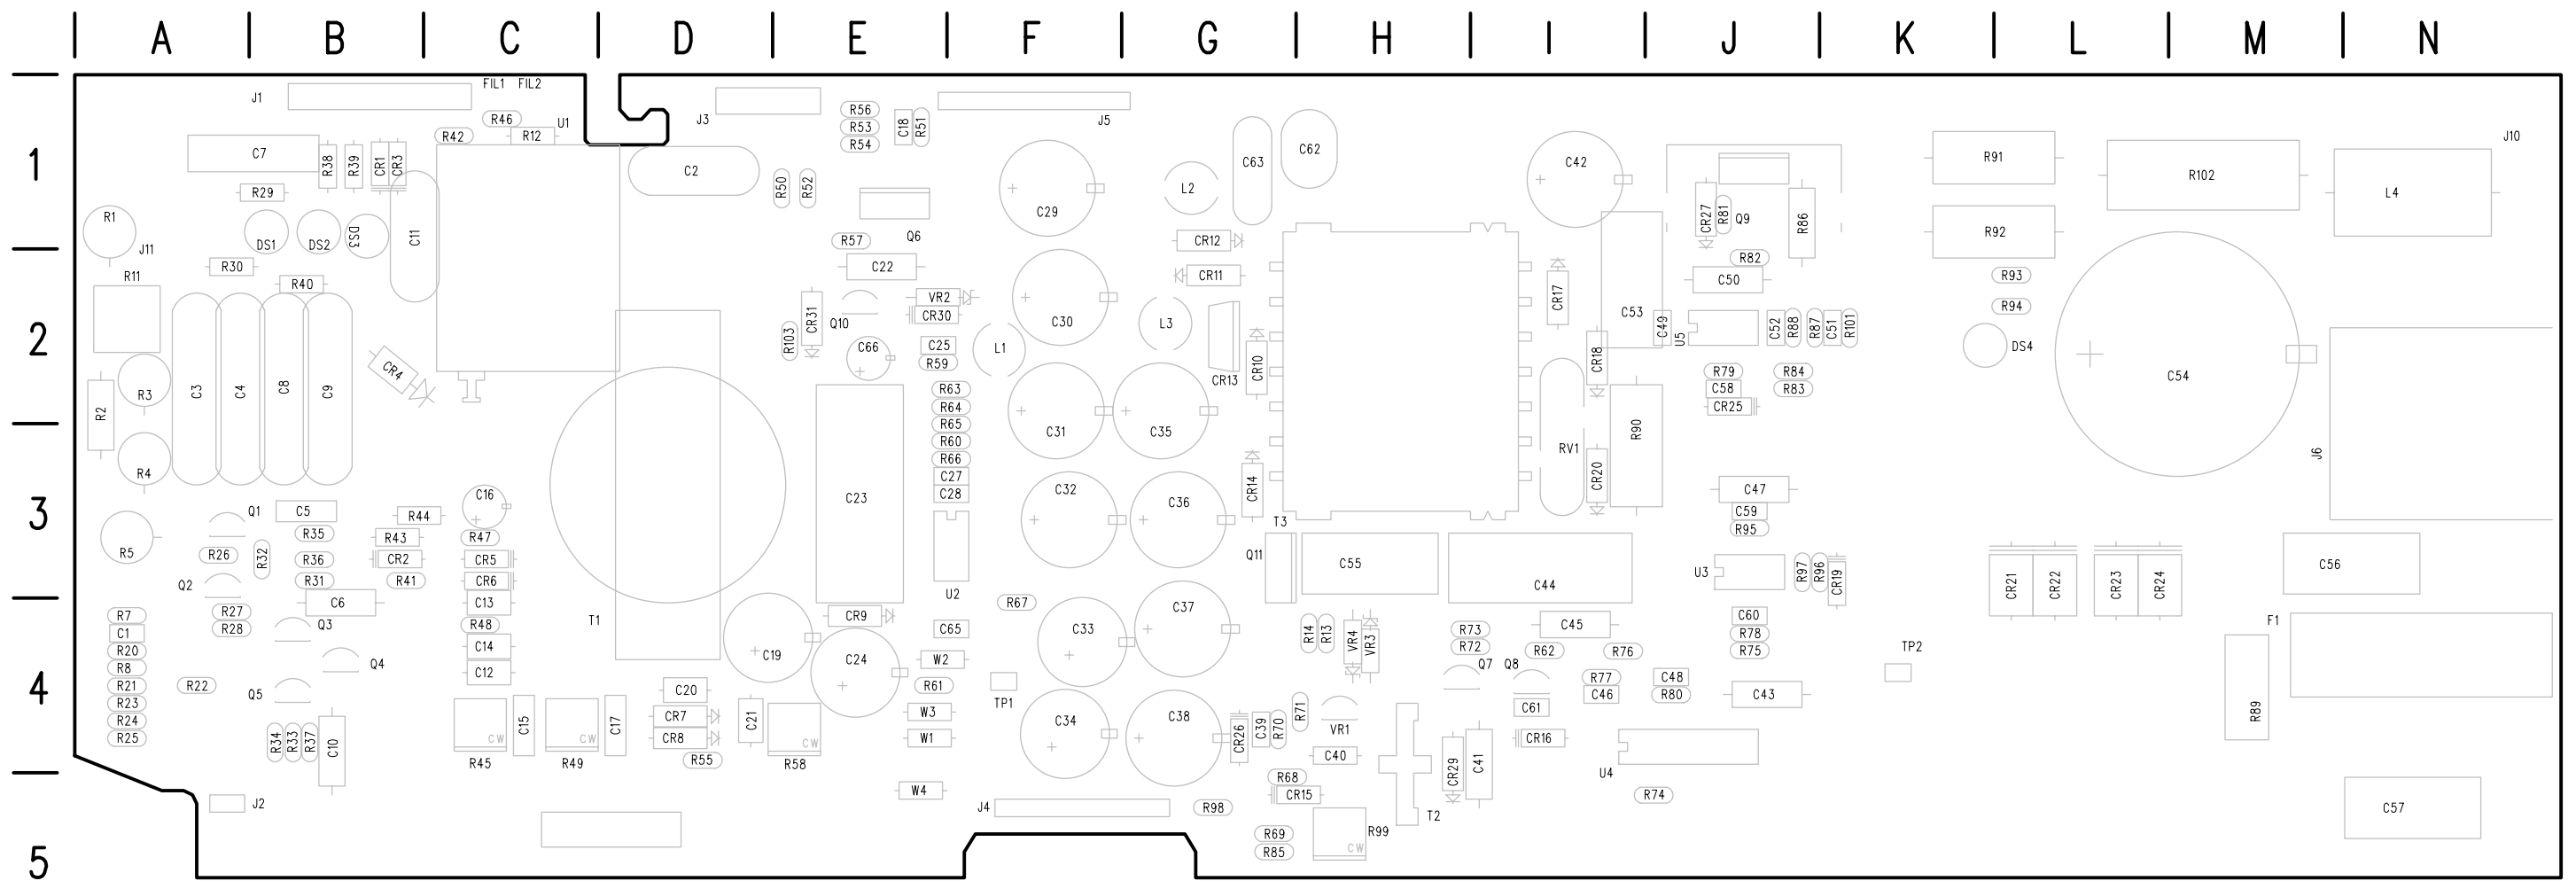 A B C D E F G H I J K L M N
FIL1 FIL2
J1 J3 J5 J10
R46 U1 R42 R12
R56 R53 R54 C18 R51
1
C7 R38 R39 CR1 CR3 C2 R50 R52
C29 L2 C63 C62 C42
R91 R102 L4
R29 R1 DS1 DS2 DS3 C11 J11
R57 Q6 CR12 CR27 R81 Q9 R86 R92
R30 R11 R40 C22 CR11 R82 C50 R93
VR2 CR30 CR31 Q10 R103 C30 L3 CR17 C53 R94
2
C66 C25 R59 L1 CR10 CR13 CR18
C49 U5 C52 R88 R87 C51 R101 DS4
CR4 R3 R2 C3 C4 C8 C9
R79 C58 CR25 R84 R83 C54
R63 R64 R65 R60 R66 C27 C28
C31 C35 RV1 R90 J6
R4 C16 C23 C32 C36 CR14 CR20 C47 C59 R95
3
Q1 C5 R44 R35 R43 R47 T3
R5 R26 R32 R36 CR2 CR5 Q11 C55 C44
Q2 R31 R41 CR6 U3 R97 R96 CR19 CR21 CR22 CR23 CR24 C56
C6 C13 U2 R67 C37
R7 C1 R20 R8 R21 R23 R24 R25
R27 R28 Q3 R48 T1 CR9 C65 C33
R14 R13 VR4 VR3 R73 R72 C45 C60 R78 R75 F1
C14 C12 C19 C24 W2 R62 R76 TP2
Q4 Q7 Q8
4
R22 Q5 C20 R61 TP1 R77 C46 C48 R80 C43
R34 R33 R37 C10 C15 C17 CR7 CR8 C21 W3 W1
C34 C38 CR26 C39 R70 R71 VR1 C61 R89
CW CW CW
R45 R49 R55 R58 C40 CR29 C41 CR16 U4
J2 W4 J4 R98 R68 CR15 T2 R74 C57
R69 R85 R99 CW
5